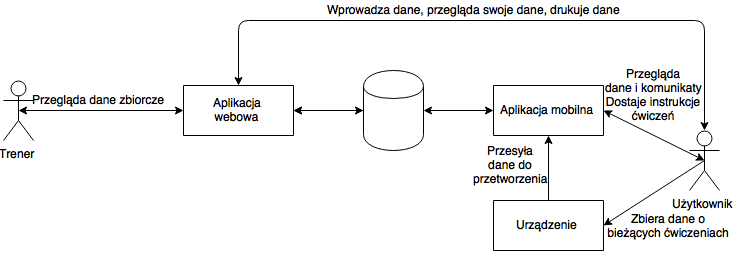 Wprowadza dane, przegląda swoje dane, drukuje dane
Przegląda dane zbiorcze
Trener
Aplikacja
webowa
Aplikacja mobilna
Przegląda
dane i komunikaty
Dostaje instrukcje
ćwiczeń
Przesyła
dane do
przetworzenia
Użytkownik
Urządzenie
Zbiera dane o
bieżących ćwiczeniach